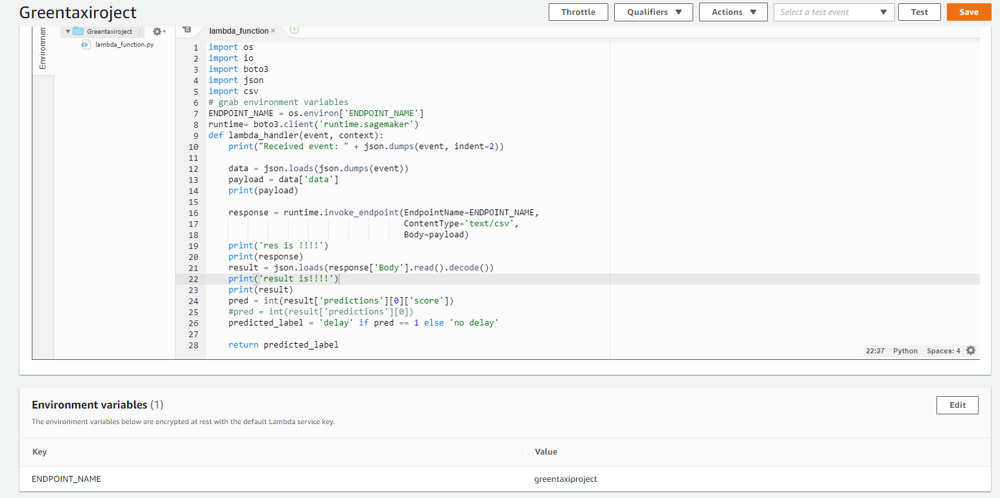 Greentaxiroject
Throttle
Qualifiers
Actions
Select a test event
Test
Save
Environment
Greentaxiroject - /
lambda_function.py
lambda_function
1 import os
2 import io
3 import boto3
4 import json
5 import csv
6 # grab environment variables
7 ENDPOINT_NAME = os.environ['ENDPOINT_NAME']
8 runtime= boto3.client('runtime.sagemaker')
9 def lambda_handler(event, context):
10     print("Received event: " + json.dumps(event, indent=2))
11
12     data = json.loads(json.dumps(event))
13     payload = data['data']
14     print(payload)
15
16     response = runtime.invoke_endpoint(EndpointName=ENDPOINT_NAME,
17                                        ContentType='text/csv',
18                                        Body=payload)
19     print('res is !!!!')
20     print(response)
21     result = json.loads(response['Body'].read().decode())
22     print('result is!!!!')
23     print(result)
24     pred = int(result['predictions'][0]['score'])
25     #pred = int(result['predictions'][0])
26     predicted_label = 'delay' if pred == 1 else 'no delay'
27
28     return predicted_label
22:27 Python Spaces: 4
Environment variables (1)
Edit
The environment variables below are encrypted at rest with the default Lambda service key.
Key
Value
ENDPOINT_NAME
greentaxiproject